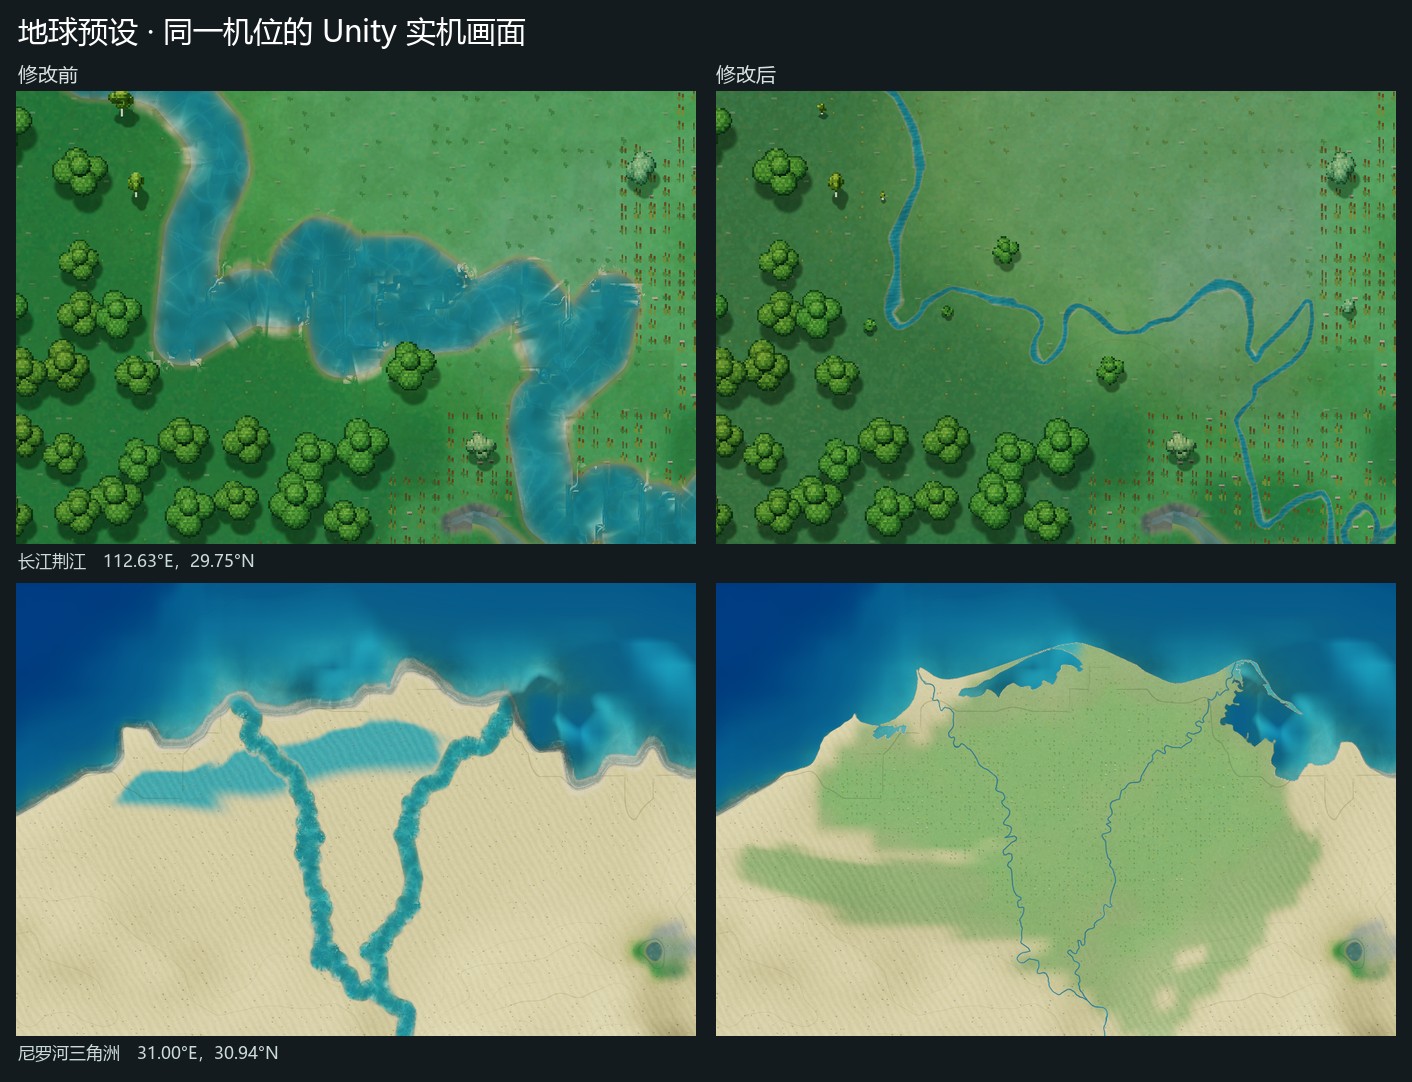 地球预设 · 同一机位的 Unity 实机画面
修改前
修改后
长江荆江 112.63°E，29.75°N
尼罗河三角洲 31.00°E，30.94°N